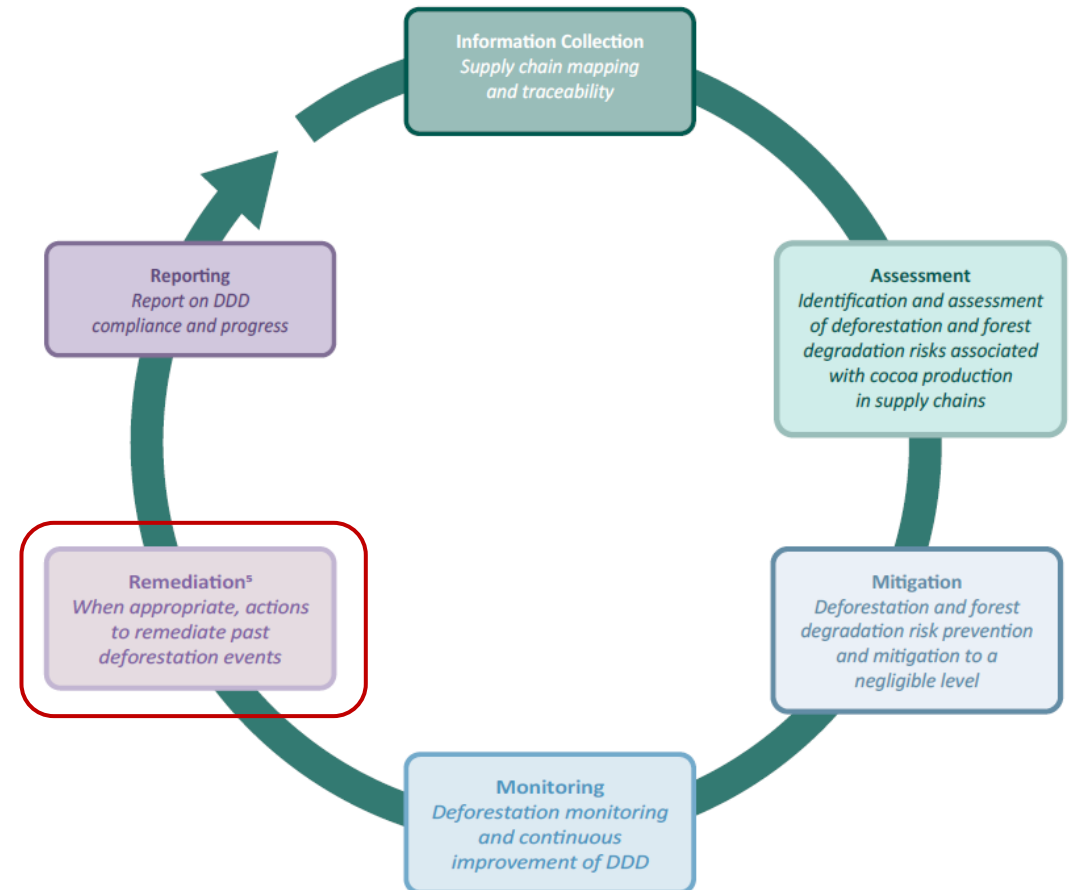 Information Collection
Supply chain mapping
and traceability
Assessment
Identification and assessment
of deforestation and forest
degradation risks associated
with cocoa production
in supply chains
Mitigation
Deforestation and forest
degradation risk prevention
and mitigation to a
negligible level
Monitoring
Deforestation monitoring
and continuous
improvement of DDD
Remediation⁵
When appropriate, actions
to remediate past
deforestation events
Reporting
Report on DDD
compliance and progress